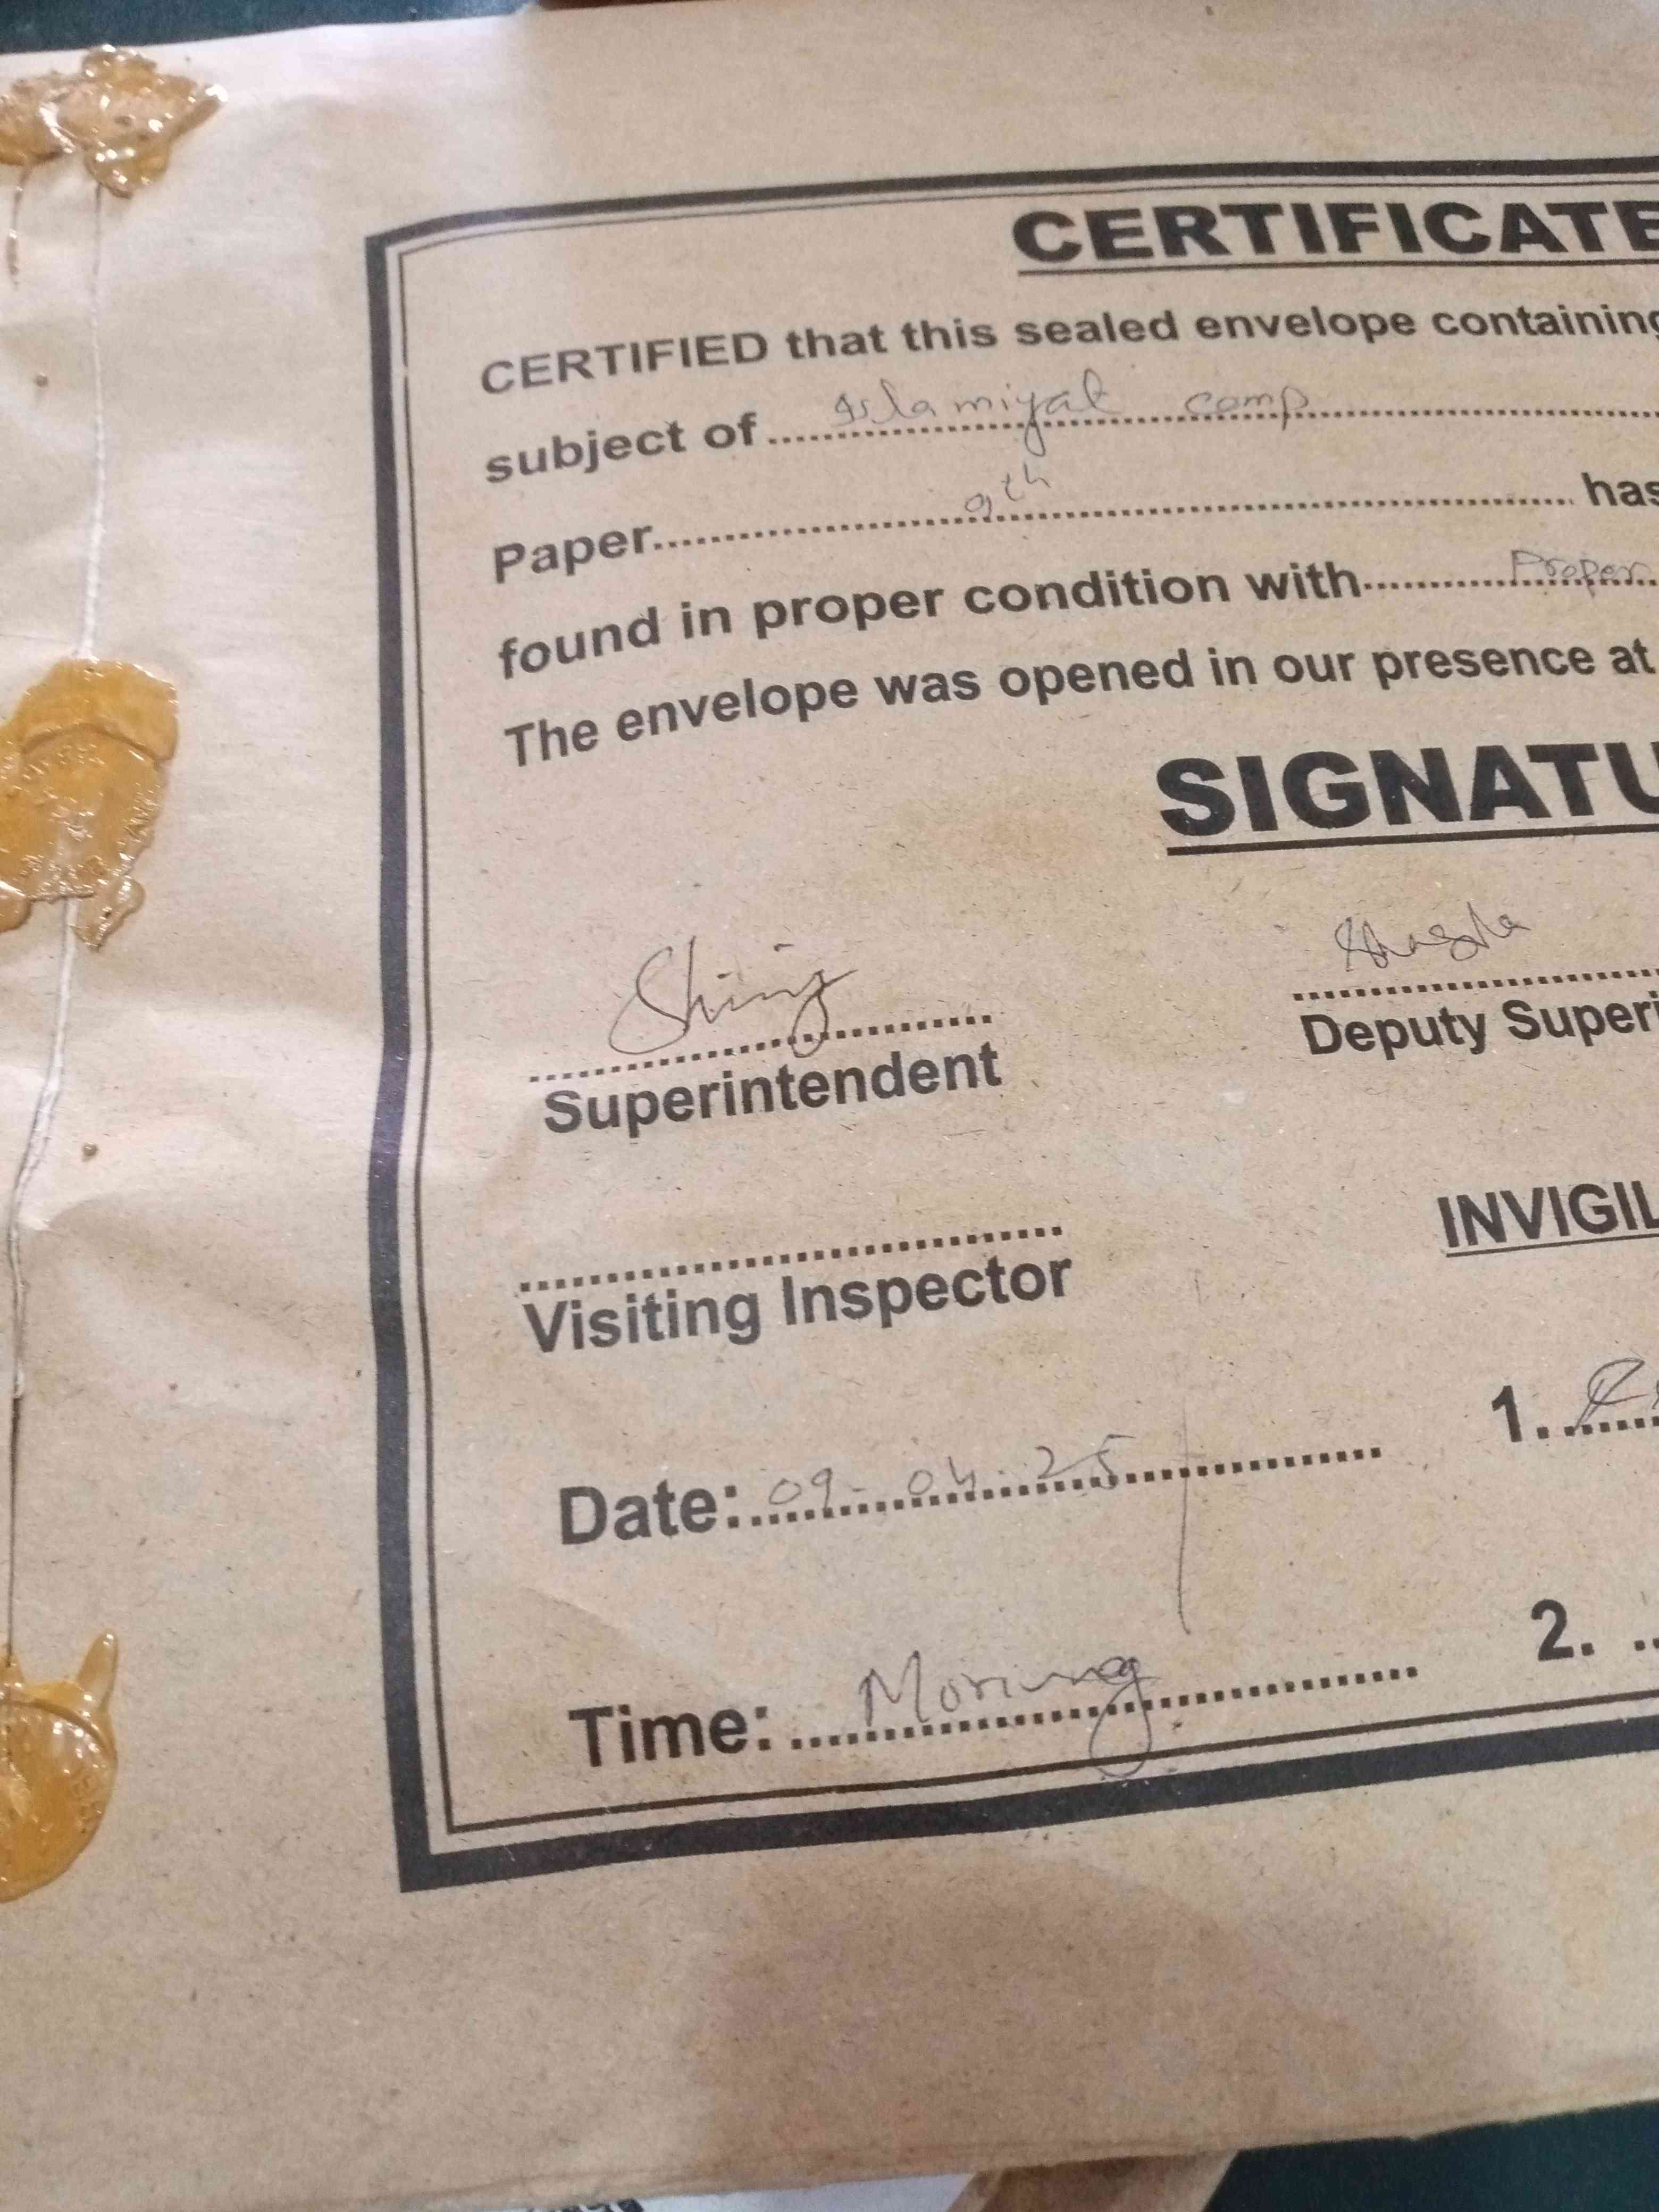 CERTIFICATE
CERTIFIED that this sealed envelope containing
subject of Islamiyat comp
Paper 9th has
found in proper condition with Proper
The envelope was opened in our presence at
SIGNATU
Superintendent
Deputy Superi
Visiting Inspector
INVIGIL
Date: 09-04-25
1.
Time: Moring
2.